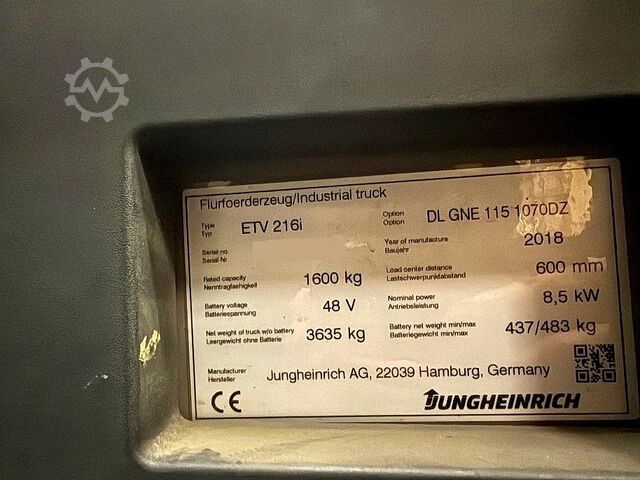 Flurfoerderzeug/Industrial truck
Type
Typ
ETV 216i
Option
Option
DL GNE 115 1070DZ
Serial no.
Serial Nr.
Year of manufacture
Baujahr
2018
Rated capacity
Nenntragfaehigkeit
1600 kg
Load center distance
Lastschwerpunktabstand
600 mm
Battery voltage
Batteriespannung
48 V
Nominal power
Antriebsleistung
8,5 kW
Net weight of truck w/o battery
Leergewicht ohne Batterie
3635 kg
Battery net weight min/max
Batteriegewicht min/max
437/483 kg
Manufacturer
Hersteller
Jungheinrich AG, 22039 Hamburg, Germany
CE
JUNGHEINRICH